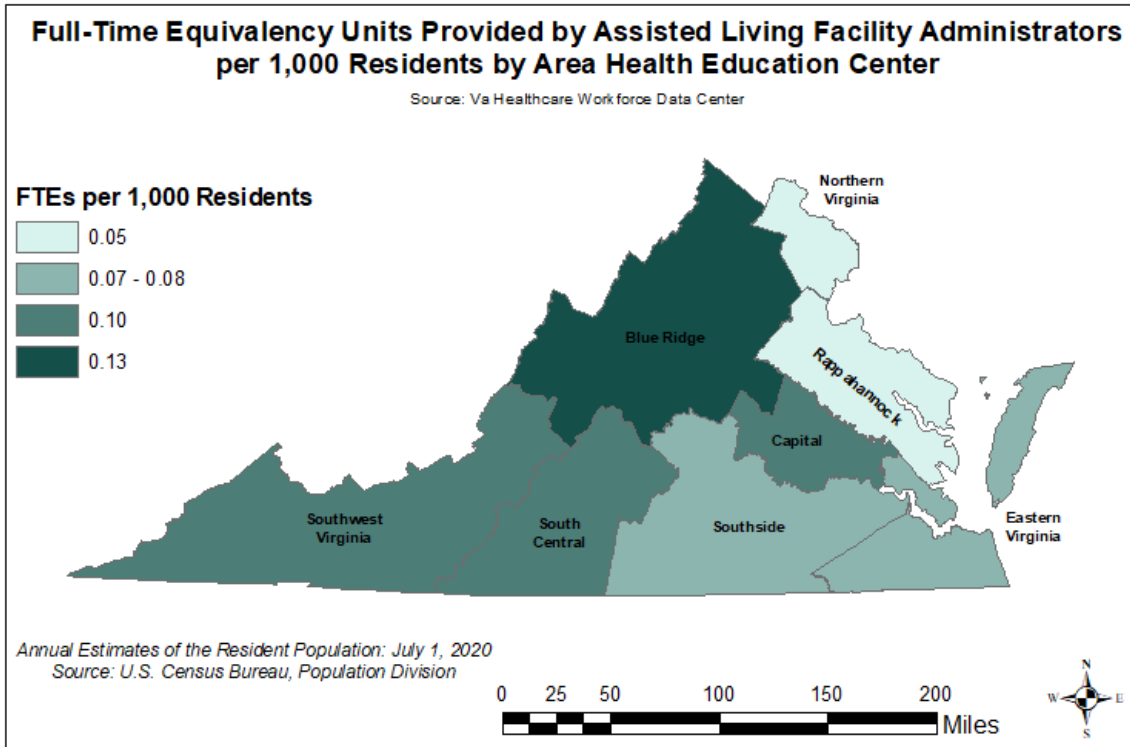 Full-Time Equivalency Units Provided by Assisted Living Facility Administrators
per 1,000 Residents by Area Health Education Center
Source: Va Healthcare Workforce Data Center
FTEs per 1,000 Residents
0.05
0.07 - 0.08
0.10
0.13
Northern
Virginia
Blue Ridge
Rappahannock
Capital
Southwest
Virginia
South
Central
Southside
Eastern
Virginia
Annual Estimates of the Resident Population: July 1, 2020
Source: U.S. Census Bureau, Population Division
0 25 50 100 150 200
Miles
N
W E
S